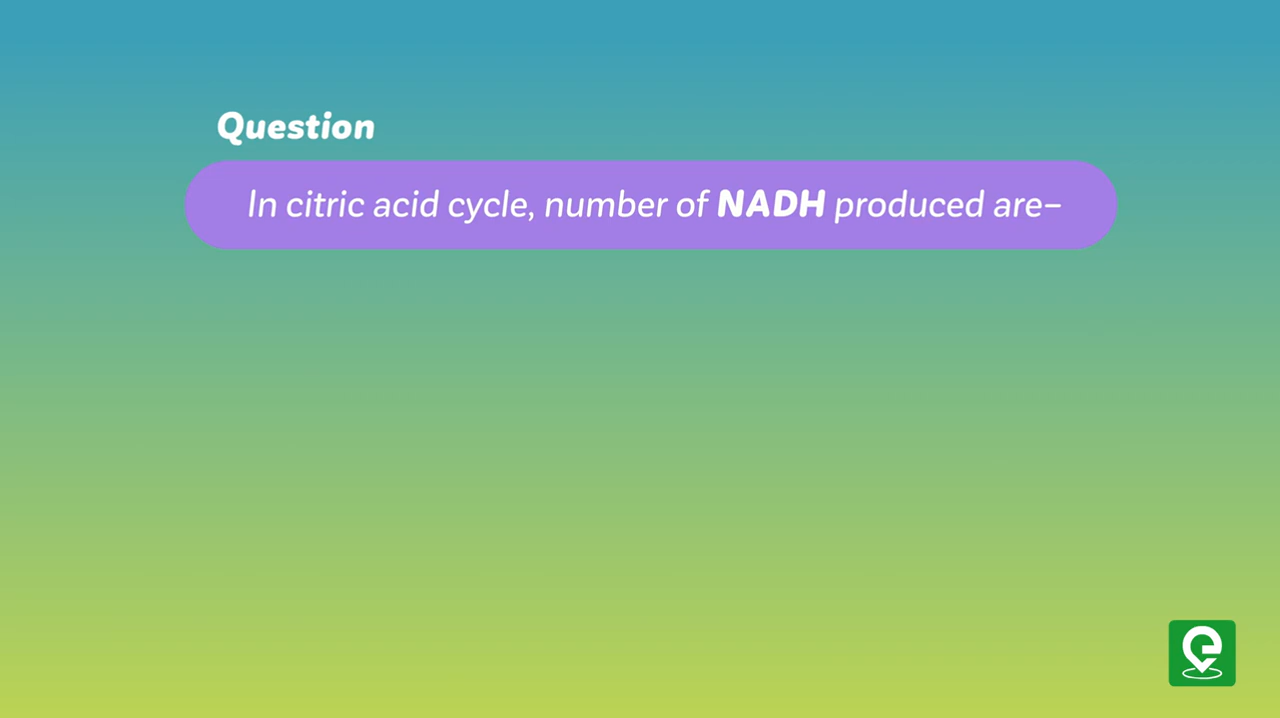 Question
In citric acid cycle, number of NADH produced are–